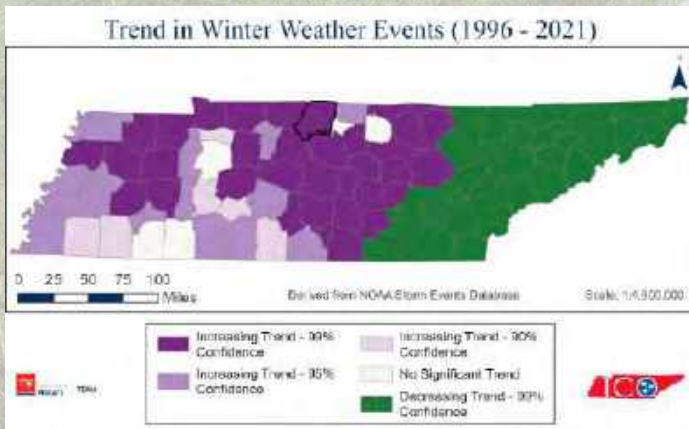 Trend in Winter Weather Events (1996 - 2021)
0 25 50 75 100
Miles
Derived from NOAA Storm Events Database
Scale: 1:4,800,000
Increasing Trend - 99%
Confidence
Increasing Trend - 95%
Confidence
Increasing Trend - 90%
Confidence
No Significant Trend
Decreasing Trend - 99%
Confidence